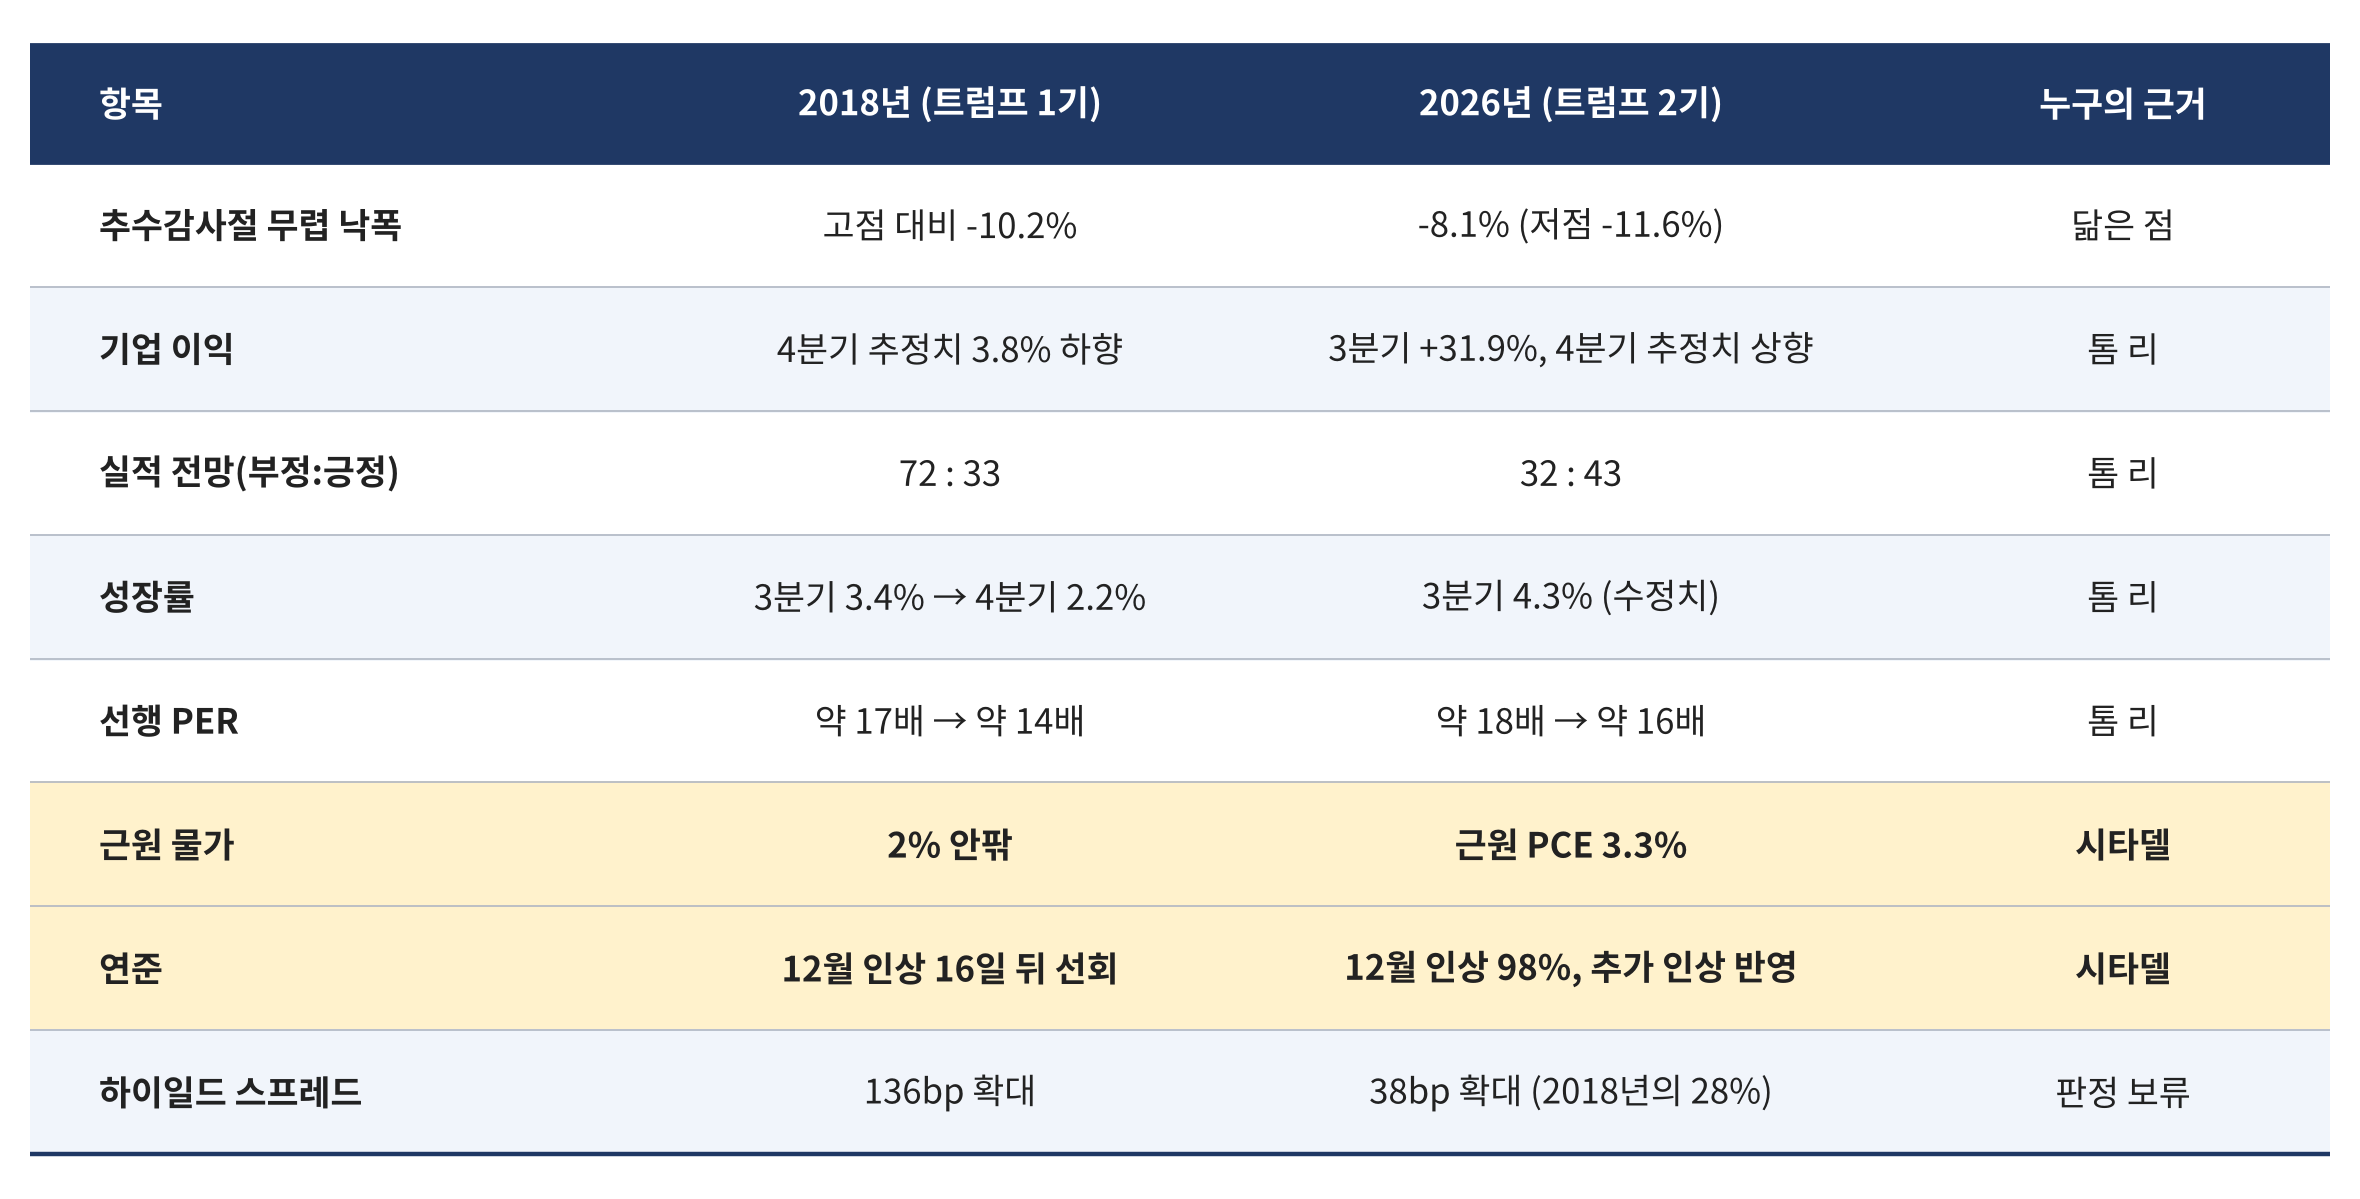 항목 2018년 (트럼프 1기) 2026년 (트럼프 2기) 누구의 근거
추수감사절 무렵 낙폭 고점 대비 -10.2% -8.1% (저점 -11.6%) 닮은 점
기업 이익 4분기 추정치 3.8% 하향 3분기 +31.9%, 4분기 추정치 상향 톰 리
실적 전망(부정:긍정) 72 : 33 32 : 43 톰 리
성장률 3분기 3.4% → 4분기 2.2% 3분기 4.3% (수정치) 톰 리
선행 PER 약 17배 → 약 14배 약 18배 → 약 16배 톰 리
근원 물가 2% 안팎 근원 PCE 3.3% 시타델
연준 12월 인상 16일 뒤 선회 12월 인상 98%, 추가 인상 반영 시타델
하이일드 스프레드 136bp 확대 38bp 확대 (2018년의 28%) 판정 보류